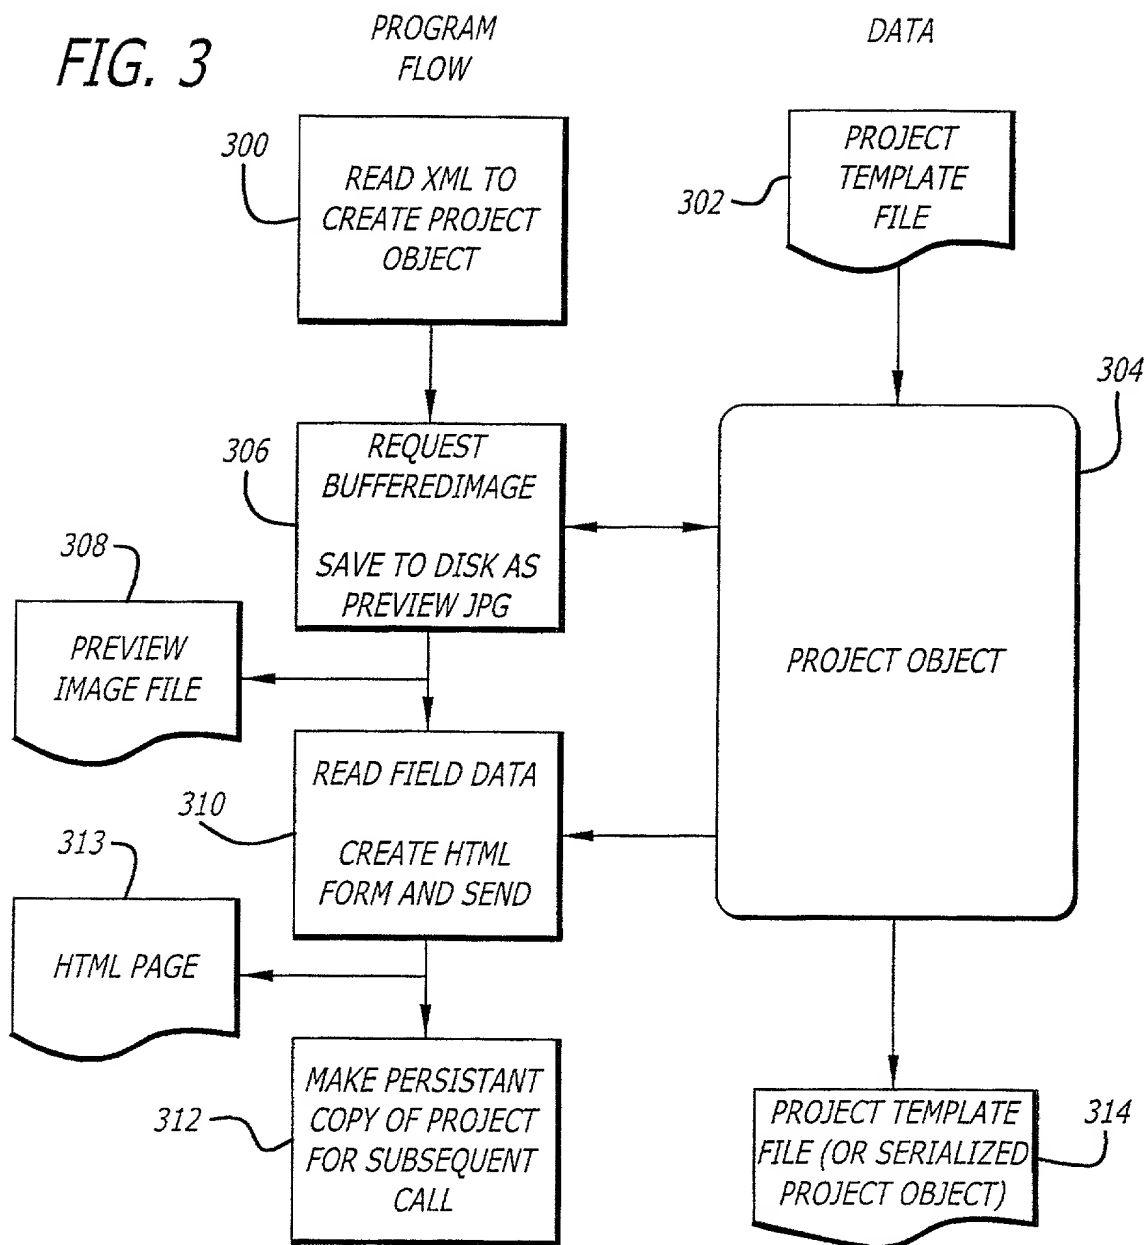 FIG. 3
PROGRAM
FLOW
DATA
300
READ XML TO
CREATE PROJECT
OBJECT
302
PROJECT
TEMPLATE
FILE
304
PROJECT OBJECT
306
REQUEST
BUFFEREDIMAGE
SAVE TO DISK AS
PREVIEW JPG
308
PREVIEW
IMAGE FILE
310
READ FIELD DATA
CREATE HTML
FORM AND SEND
313
HTML PAGE
312
MAKE PERSISTANT
COPY OF PROJECT
FOR SUBSEQUENT
CALL
314
PROJECT TEMPLATE
FILE (OR SERIALIZED
PROJECT OBJECT)